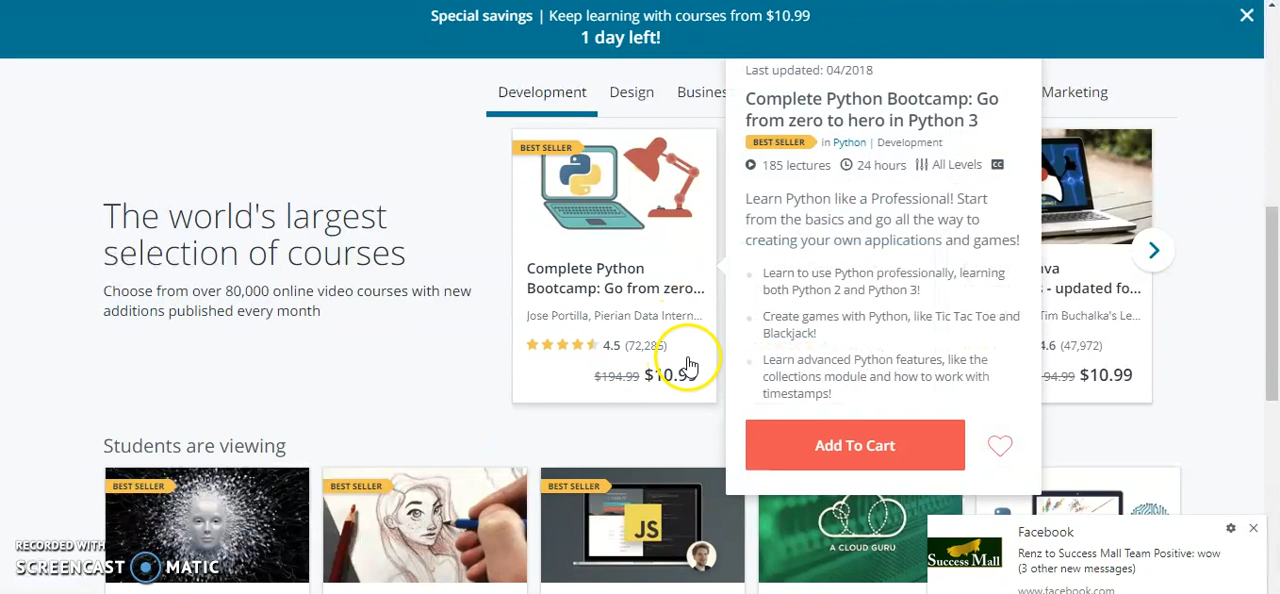 Special savings | Keep learning with courses from $10.99
1 day left!
Development
Design
Marketing
The world's largest
selection of courses
Choose from over 80,000 online video courses with new
additions published every month
BEST SELLER
Complete Python
Bootcamp: Go from zero...
Jose Portilla, Pierian Data Intern...
4.5 (72,285)
$194.99 $10.99
Last updated: 04/2018
Complete Python Bootcamp: Go
from zero to hero in Python 3
BEST SELLER in Python | Development
185 lectures 24 hours All Levels CC
Learn Python like a Professional! Start
from the basics and go all the way to
creating your own applications and games!
Learn to use Python professionally, learning
both Python 2 and Python 3!
Create games with Python, like Tic Tac Toe and
Blackjack!
Learn advanced Python features, like the
collections module and how to work with
timestamps!
Add To Cart
- updated fo...
Tim Buchalka's Le...
4.6 (47,972)
$10.99
Students are viewing
BEST SELLER
BEST SELLER
BEST SELLER
JS
A CLOUD GURU
Facebook
Renz to Success Mall Team Positive: wow
(3 other new messages)
www.facebook.com
Success Mall
RECORDED WITH
SCREENCAST MATIC